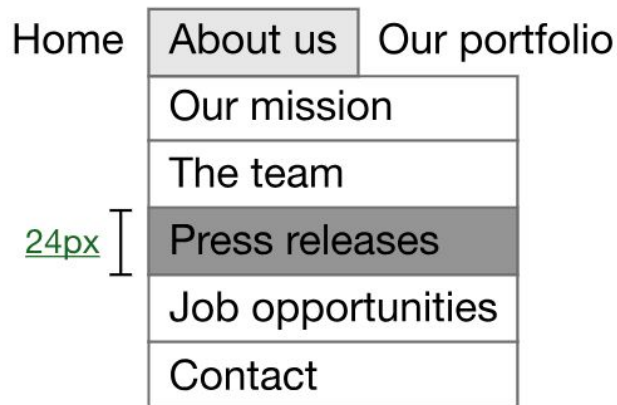 Home About us Our portfolio
Our mission
The team
24px Press releases
Job opportunities
Contact